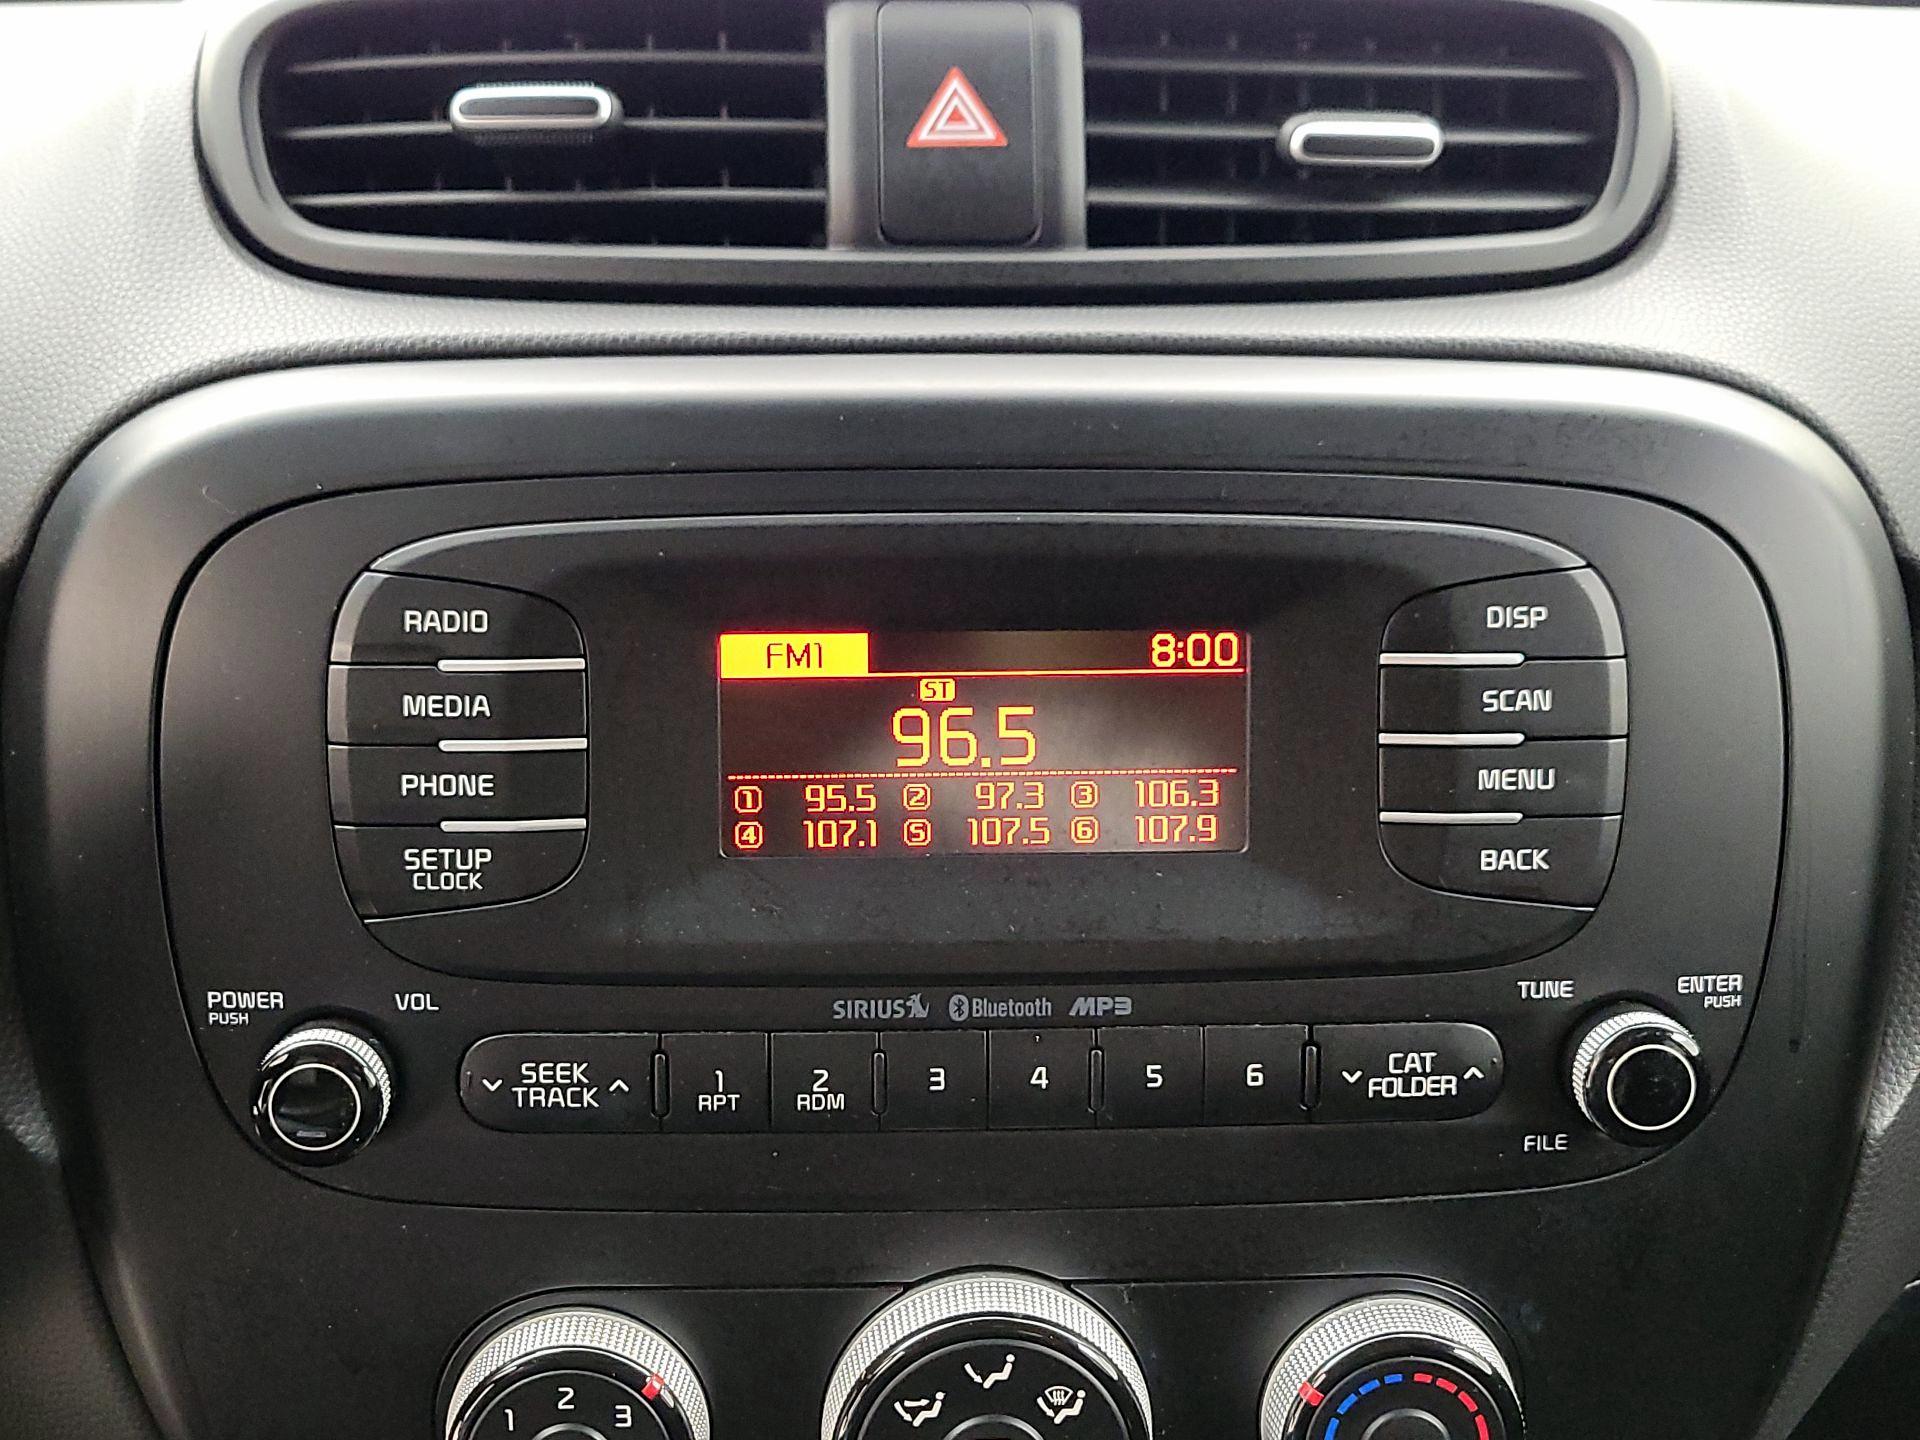 RADIO
MEDIA
PHONE
SETUP
CLOCK
FM1 8:00
ST
96.5
1 95.5 2 97.3 3 106.3
4 107.1 5 107.5 6 107.9
DISP
SCAN
MENU
BACK
POWER
PUSH
VOL
SIRIUS Bluetooth MP3
TUNE
ENTER
PUSH
SEEK
TRACK
1
RPT
2
RDM
3
4
5
6
CAT
FOLDER
FILE
1 2 3